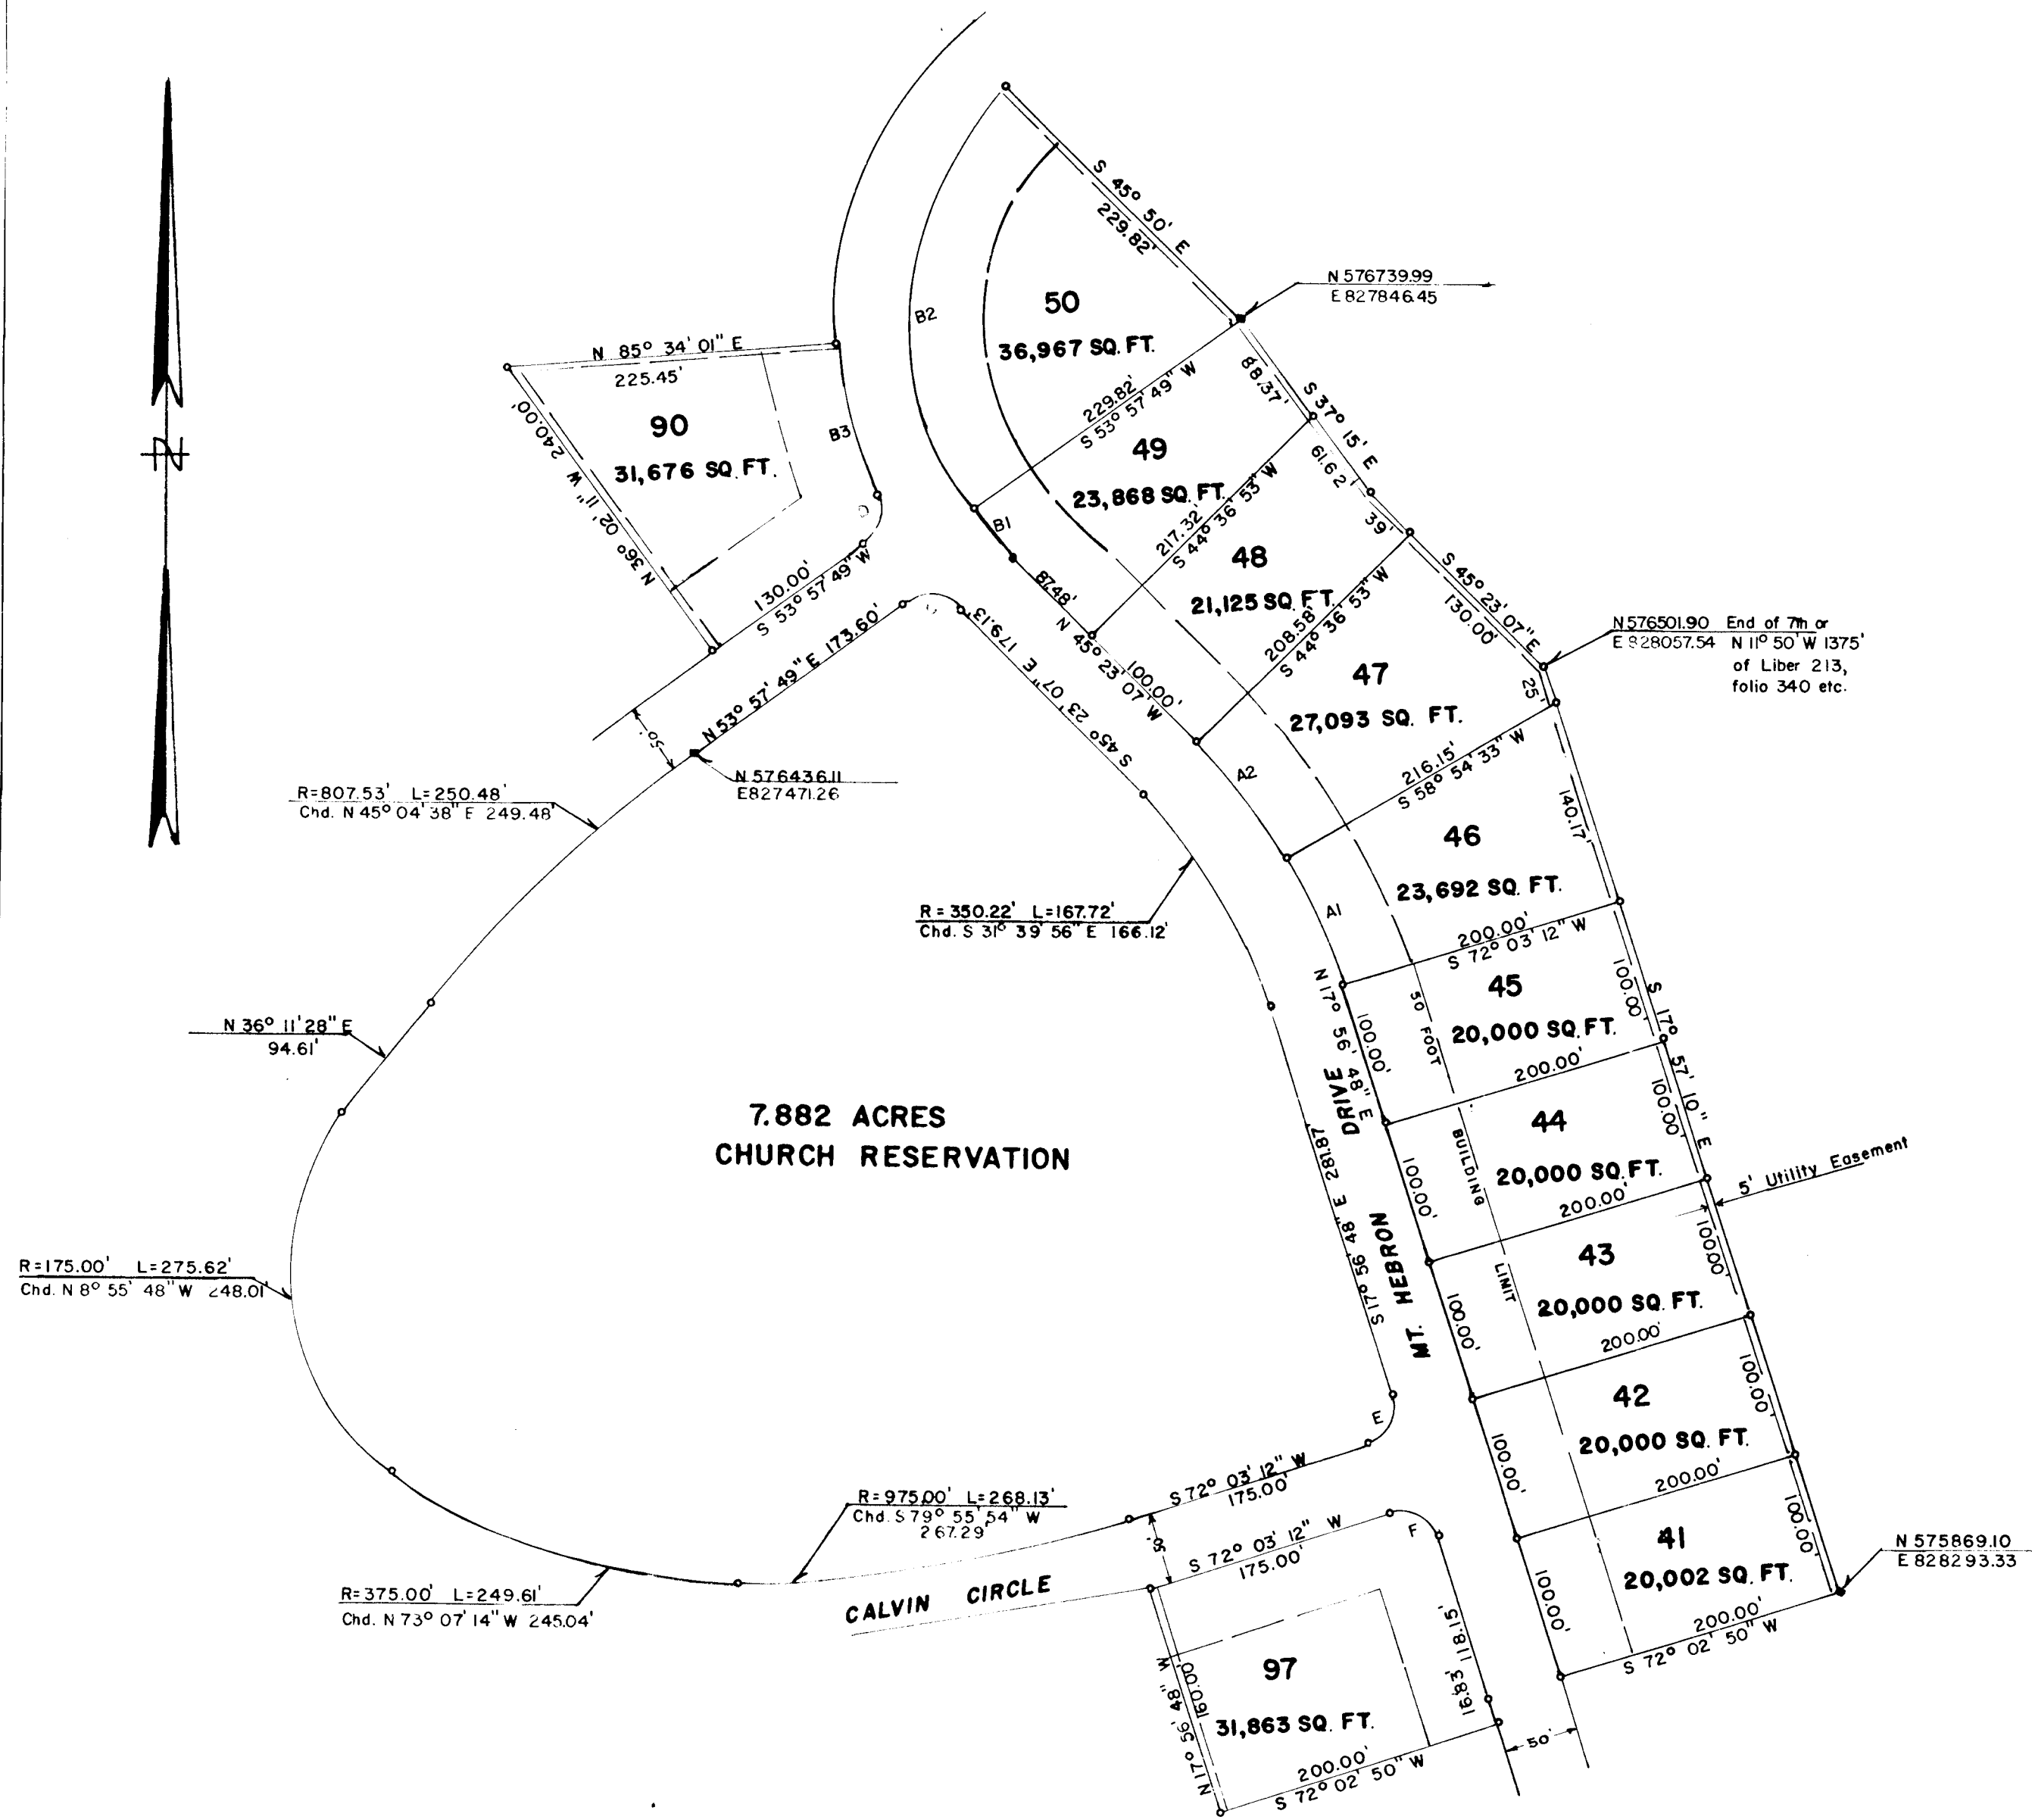 S 45° 50' E
229.82'
N 576739.99
E 827846.45
50
36,967 SQ. FT.
B2
N 85° 34' 01" E
225.45'
90
31,676 SQ. FT.
B3
N 36° 02' 11" W 240.00'
130.00'
S 53° 57' 49" W
229.82'
S 53° 57' 49" W
88.37'
S 37° 15' E
61.62'
39'
49
23,868 SQ. FT.
B1
217.32'
S 44° 36' 53" W
48
21,125 SQ. FT.
87.48'
N 45° 23' 07" W
100.00'
208.58'
S 44° 36' 53" W
S 45° 23' 07" E
130.00'
N 576501.90 End of 7th or
E 828057.54 N 11° 50' W 1375'
of Liber 213,
folio 340 etc.
25'
47
27,093 SQ. FT.
A2
216.15'
S 58° 54' 33" W
N 53° 57' 49" E 173.60'
S 45° 23' 07" E 179.13'
50'
N 576436.11
E 827471.26
R=807.53' L=250.48'
Chd. N 45° 04' 38" E 249.48'
R=350.22' L=167.72'
Chd. S 31° 39' 56" E 166.12'
46
23,692 SQ. FT.
A1
140.17'
200.00'
S 72° 03' 12" W
45
20,000 SQ. FT.
200.00'
100.00'
100.00'
N 17° 56' 48" E
S 17° 57' 10" E
50 FOOT
BUILDING
LINIT
N 36° 11' 28" E
94.61'
7.882 ACRES
CHURCH RESERVATION
S 17° 56' 48" E 281.87
MT. HEBRON DRIVE
44
20,000 SQ. FT.
200.00'
100.00'
100.00'
5' Utility Easement
43
20,000 SQ. FT.
200.00'
100.00'
100.00'
R=175.00' L=275.62'
Chd. N 8° 55' 48" W 248.01'
42
20,000 SQ. FT.
200.00'
100.00'
100.00'
E
S 72° 03' 12" W
175.00'
R=975.00' L=268.13'
Chd. S 79° 55' 54" W
267.29'
50'
S 72° 03' 12" W
175.00'
F
41
20,002 SQ. FT.
100.00'
100.00'
200.00'
S 72° 02' 50" W
N 575869.10
E 828293.33
R=375.00' L=249.61'
Chd. N 73° 07' 14" W 245.04'
CALVIN CIRCLE
118.15'
16.83'
97
31,863 SQ. FT.
N 17° 56' 48" W
160.00'
200.00'
S 72° 02' 50" W
50'